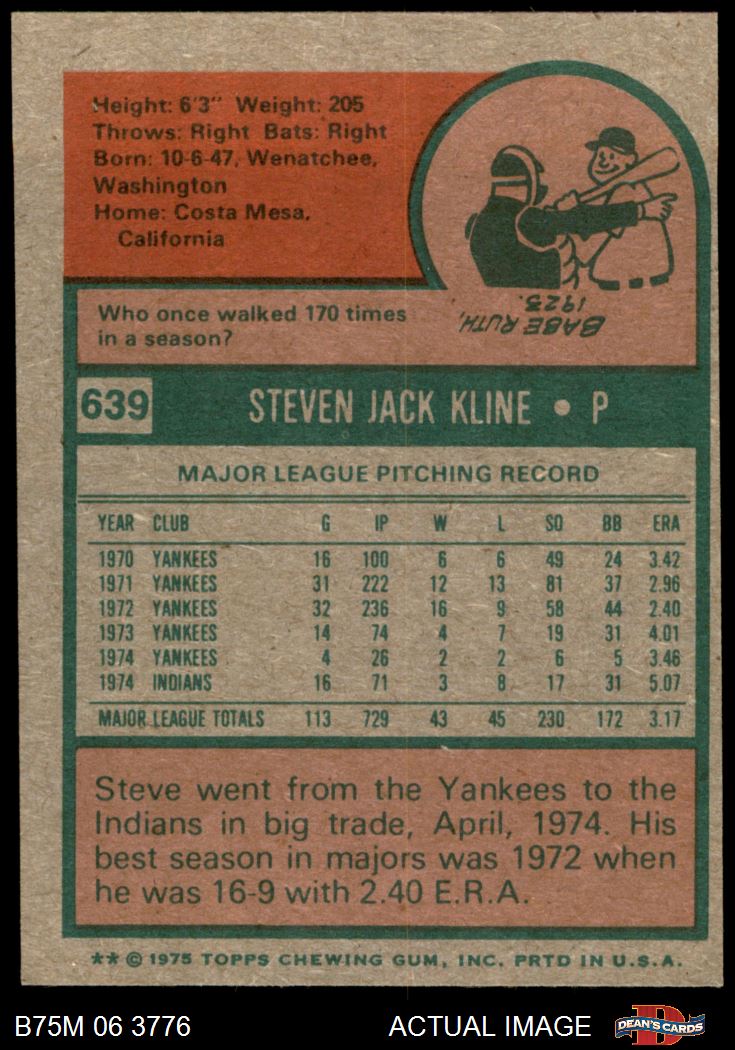 Height: 6'3" Weight: 205
Throws: Right Bats: Right
Born: 10-6-47, Wenatchee,
Washington
Home: Costa Mesa,
California
Who once walked 170 times
in a season?
BABE RUTH,
1923.
639 STEVEN JACK KLINE • P
MAJOR LEAGUE PITCHING RECORD
YEAR CLUB G IP W L SO BB ERA
1970 YANKEES 16 100 6 6 49 24 3.42
1971 YANKEES 31 222 12 13 81 37 2.96
1972 YANKEES 32 236 16 9 58 44 2.40
1973 YANKEES 14 74 4 7 19 31 4.01
1974 YANKEES 4 26 2 2 6 5 3.46
1974 INDIANS 16 71 3 8 17 31 5.07
MAJOR LEAGUE TOTALS 113 729 43 45 230 172 3.17
Steve went from the Yankees to the
Indians in big trade, April, 1974. His
best season in majors was 1972 when
he was 16-9 with 2.40 E.R.A.
** © 1975 TOPPS CHEWING GUM, INC. PRTD IN U.S.A.
B75M 06 3776 ACTUAL IMAGE D DEAN'S CARDS